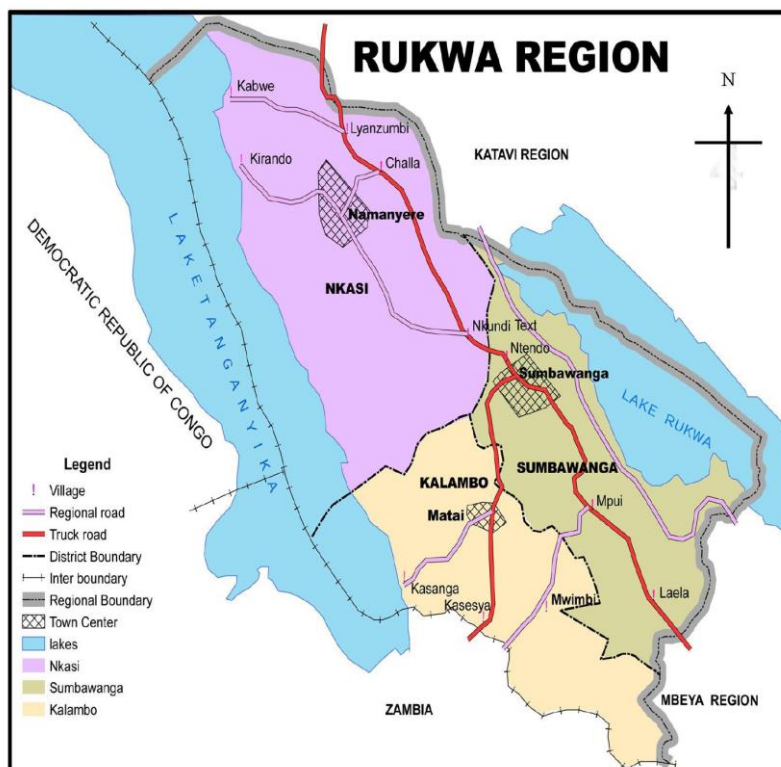 RUKWA REGION
N
Kabwe
Lyanzumbi
KATAVI REGION
Kirando
Challa
Namanyere
DEMOCRATIC REPUBLIC OF CONGO
LAKETANGANYIKA
NKASI
Nkundi Text
Ntendo
Sumbawanga
LAKE RUKWA
KALAMBO
SUMBAWANGA
Matai
Mpui
Kasanga
Kasesya
Mwimbi
Laela
ZAMBIA
MBEYA REGION
Legend
Village
Regional road
Truck road
District Boundary
Inter boundary
Regional Boundary
Town Center
lakes
Nkasi
Sumbawanga
Kalambo